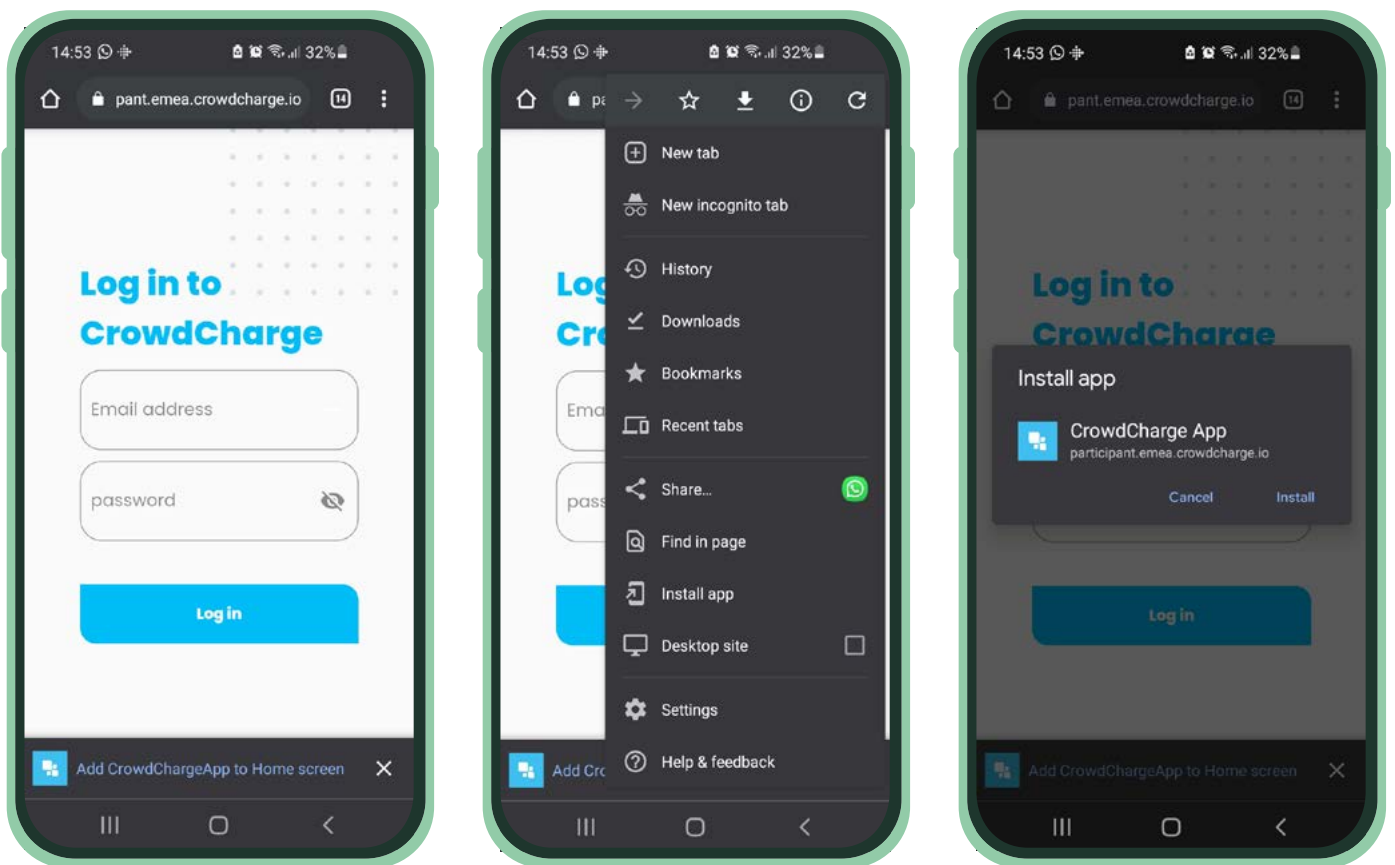 14:53 32%
pant.emea.crowdcharge.io 14
Log in to
CrowdCharge
Email address
password
Log in
Add CrowdChargeApp to Home screen
14:53 32%
pa
New tab
New incognito tab
History
Log
Downloads
Cro
Bookmarks
Ema
Recent tabs
Share...
pass
Find in page
Install app
Desktop site
Settings
Help & feedback
Add Cro
14:53 32%
pant.emea.crowdcharge.io 14
Log in to
CrowdCharge
Install app
CrowdCharge App
participant.emea.crowdcharge.io
Cancel Install
Log in
Add CrowdChargeApp to Home screen